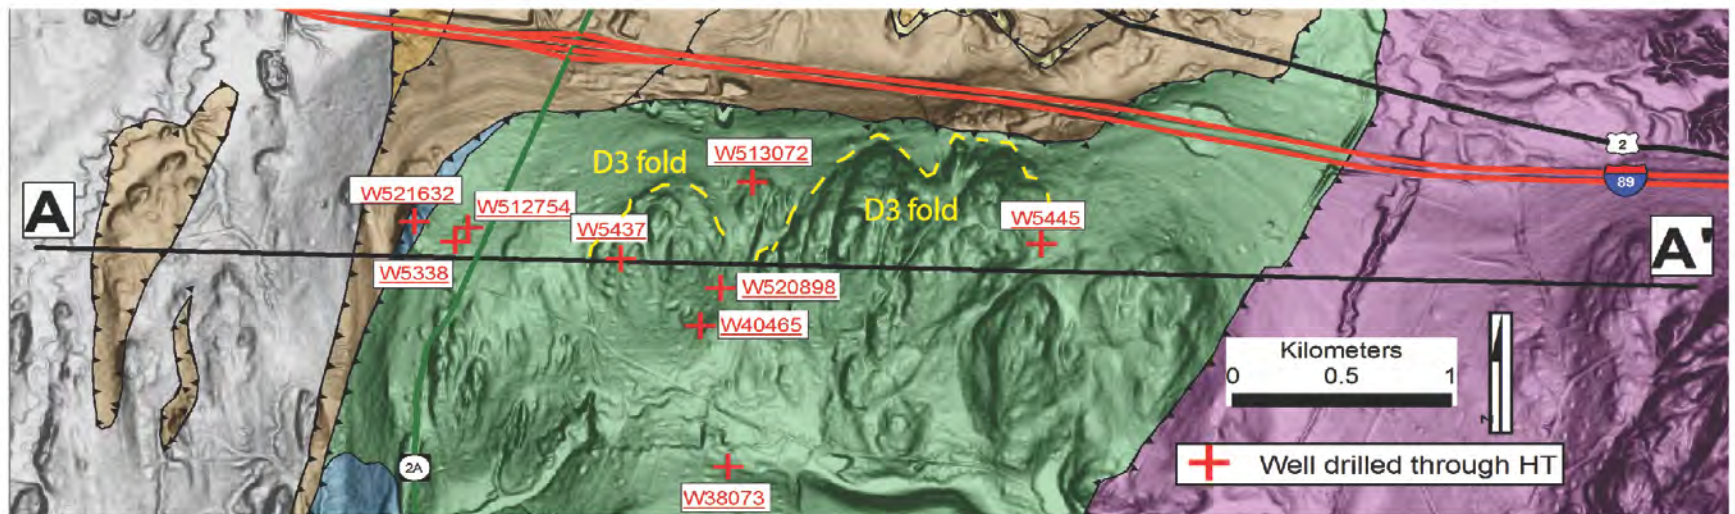 2
89
D3 fold
W513072
W521632
W512754
D3 fold
A
W5437
W5445
A'
W5338
W520898
W40465
Kilometers
0 0.5 1
2A
Well drilled through HT
W38073